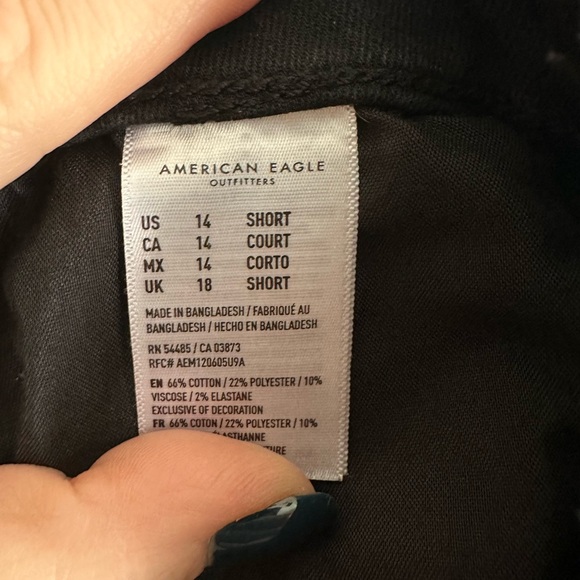 AMERICAN EAGLE
OUTFITTERS
US 14 SHORT
CA 14 COURT
MX 14 CORTO
UK 18 SHORT
MADE IN BANGLADESH / FABRIQUÉ AU
BANGLADESH / HECHO EN BANGLADESH
RN 54485 / CA 03873
RFC# AEM120605U9A
EN 66% COTTON / 22% POLYESTER / 10%
VISCOSE / 2% ELASTANE
EXCLUSIVE OF DECORATION
FR 66% COTON / 22% POLYESTER / 10%